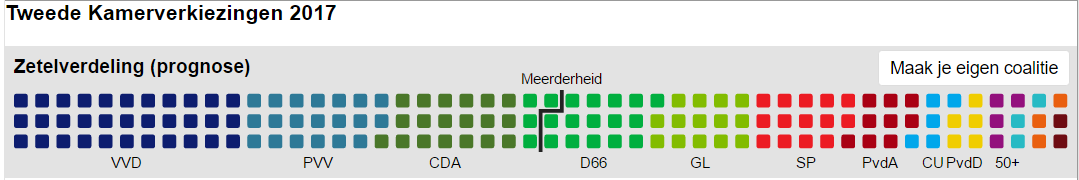 Tweede Kamerverkiezingen 2017
Zetelverdeling (prognose)
Maak je eigen coalitie
Meerderheid
VVD PVV CDA D66 GL SP PvdA CU PvdD 50+